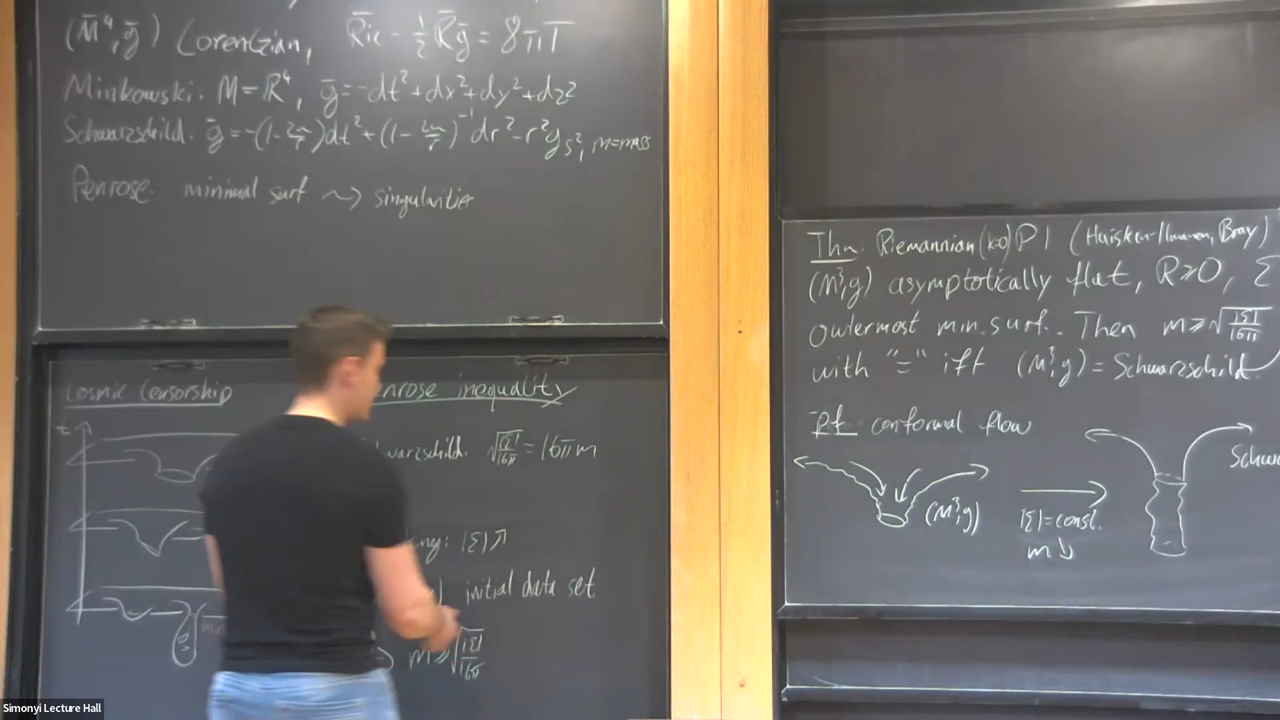 (M̄⁴, ḡ) Lorentzian, R̄ic - ½R̄ḡ = 8πT
Minkowski. M=ℝ⁴, ḡ=-dt²+dx²+dy²+dz²
Schwarzschild. ḡ=-(1-2m/r)dt²+(1-2m/r)⁻¹dr²-r²g_S², m=mass
Penrose. minimal surf ⇝ singularities
Cosmic censorship
t
enrose inequality
warzschild. √(|Σ|/16π) = 16πm
ing: |Σ|↗
initial data set
m ≥ √(|Σ|/16π)
Thm. Riemannian (k=0) PI (Huisken-Ilmanen, Bray)
(M³,g) asymptotically flat, R≥0, Σ
outermost min. surf. Then m ≥ √(|Σ|/16π)
with "=" iff (M³,g) = Schwarzschild.
Pf. conformal flow
(M³,g)
|Σ|=const.
m↘
Schw
Simonyi Lecture Hall